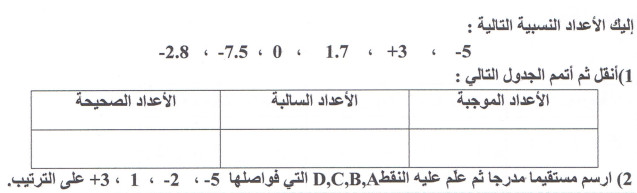 إليك الأعداد النسبية التالية :
-5 ، +3 ، 1.7 ، 0 ، -7.5 ، -2.8
1)أنقل ثم أتمم الجدول التالي :
الأعداد الموجبة الأعداد السالبة الأعداد الصحيحة
2) ارسم مستقيما مدرجا ثم علّم عليه النقطD,C,B,A التي فواصلها -5 ، -2 ، 1 ، +3 على الترتيب.